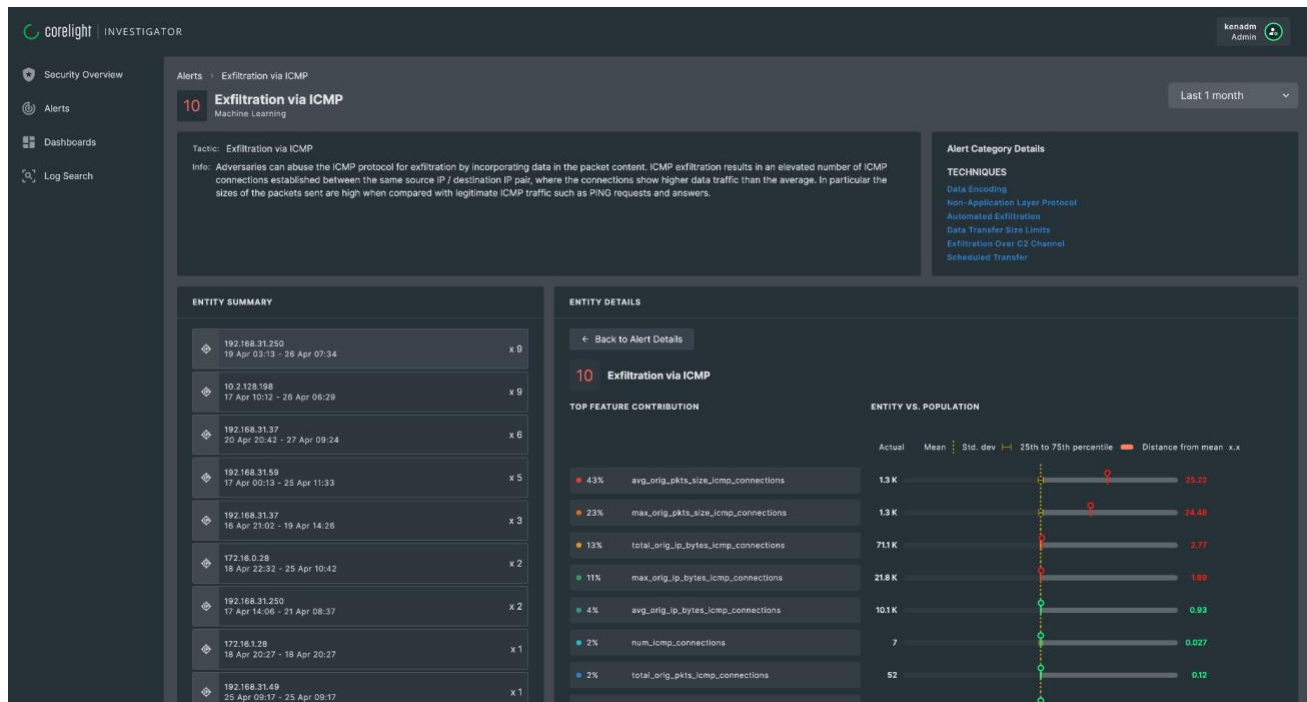 corelight | INVESTIGATOR
kenadm
Admin
Security Overview
Alerts
Dashboards
Log Search
Alerts > Exfiltration via ICMP
10 Exfiltration via ICMP
Machine Learning
Last 1 month
Tactic: Exfiltration via ICMP
Info: Adversaries can abuse the ICMP protocol for exfiltration by incorporating data in the packet content. ICMP exfiltration results in an elevated number of ICMP
connections established between the same source IP / destination IP pair, where the connections show higher data traffic than the average. In particular the
sizes of the packets sent are high when compared with legitimate ICMP traffic such as PING requests and answers.
Alert Category Details
TECHNIQUES
Data Encoding
Non-Application Layer Protocol
Automated Exfiltration
Data Transfer Size Limits
Exfiltration Over C2 Channel
Scheduled Transfer
ENTITY SUMMARY
192.168.31.250
19 Apr 03:13 - 26 Apr 07:34
x 9
10.2.128.198
17 Apr 10:12 - 26 Apr 06:29
x 9
192.168.31.37
20 Apr 20:42 - 27 Apr 09:24
x 6
192.168.31.59
17 Apr 00:13 - 25 Apr 11:33
x 5
192.168.31.37
16 Apr 21:02 - 19 Apr 14:26
x 3
172.16.0.28
18 Apr 22:32 - 25 Apr 10:42
x 2
192.168.31.250
17 Apr 14:06 - 21 Apr 08:37
x 2
172.16.1.28
18 Apr 20:27 - 18 Apr 20:27
x 1
192.168.31.49
25 Apr 09:17 - 25 Apr 09:17
x 1
ENTITY DETAILS
← Back to Alert Details
10 Exfiltration via ICMP
TOP FEATURE CONTRIBUTION
ENTITY VS. POPULATION
Actual Mean Std. dev 25th to 75th percentile Distance from mean x.x
43% avg_orig_pkts_size_icmp_connections 1.3 K 25.22
23% max_orig_pkts_size_icmp_connections 1.3 K 24.48
13% total_orig_ip_bytes_icmp_connections 71.1 K 2.77
11% max_orig_ip_bytes_icmp_connections 21.8 K 1.89
4% avg_orig_ip_bytes_icmp_connections 10.1 K 0.93
2% num_icmp_connections 7 0.027
2% total_orig_pkts_icmp_connections 52 0.12